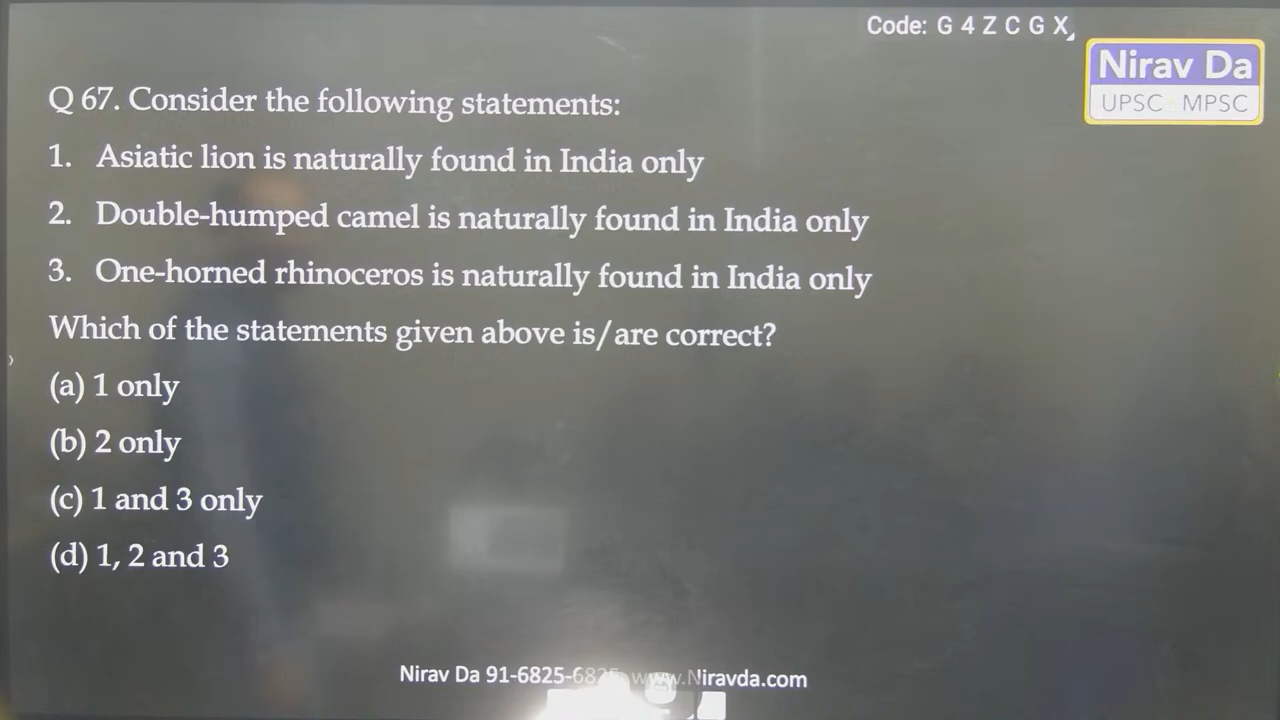 Code: G 4 Z C G X
Nirav Da
UPSC MPSC
Q 67. Consider the following statements:
1. Asiatic lion is naturally found in India only
2. Double-humped camel is naturally found in India only
3. One-horned rhinoceros is naturally found in India only
Which of the statements given above is/are correct?
(a) 1 only
(b) 2 only
(c) 1 and 3 only
(d) 1, 2 and 3
Nirav Da 91-6825-6825 www.Niravda.com